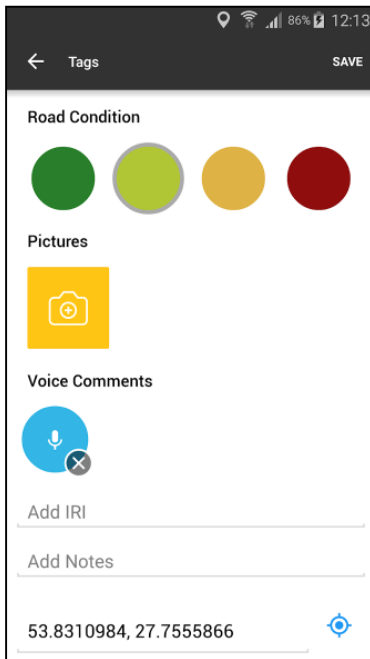 86% 12:13
Tags SAVE
Road Condition
Pictures
Voice Comments
Add IRI
Add Notes
53.8310984, 27.7555866